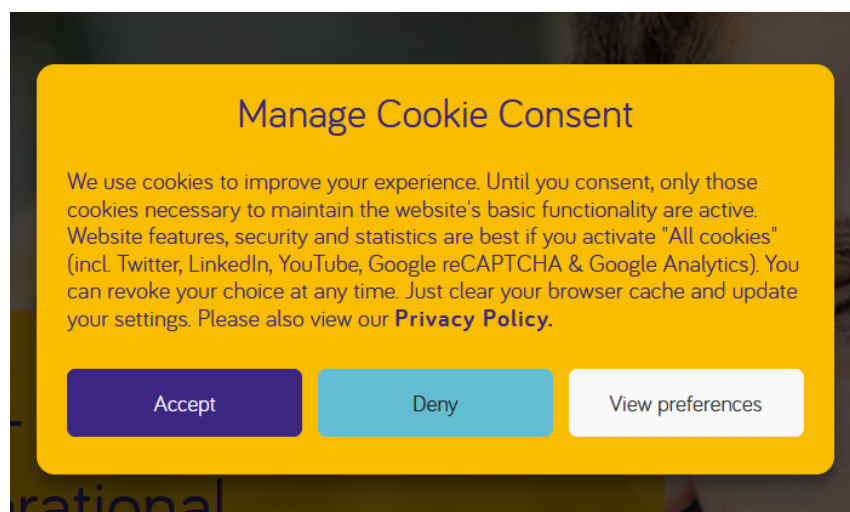 Manage Cookie Consent
We use cookies to improve your experience. Until you consent, only those
cookies necessary to maintain the website's basic functionality are active.
Website features, security and statistics are best if you activate "All cookies"
(incl. Twitter, LinkedIn, YouTube, Google reCAPTCHA & Google Analytics). You
can revoke your choice at any time. Just clear your browser cache and update
your settings. Please also view our Privacy Policy.
Accept Deny View preferences